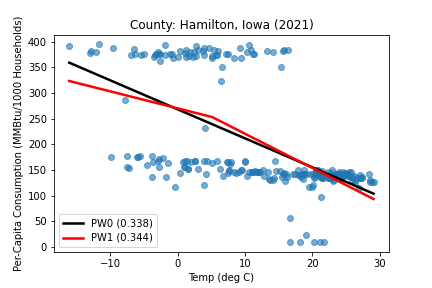 County: Hamilton, Iowa (2021)
Per-Capita Consumption (MMBtu/1000 Households)
400
350
300
250
200
150
100
50
0
PW0 (0.338)
PW1 (0.344)
−10 0 10 20 30
Temp (deg C)